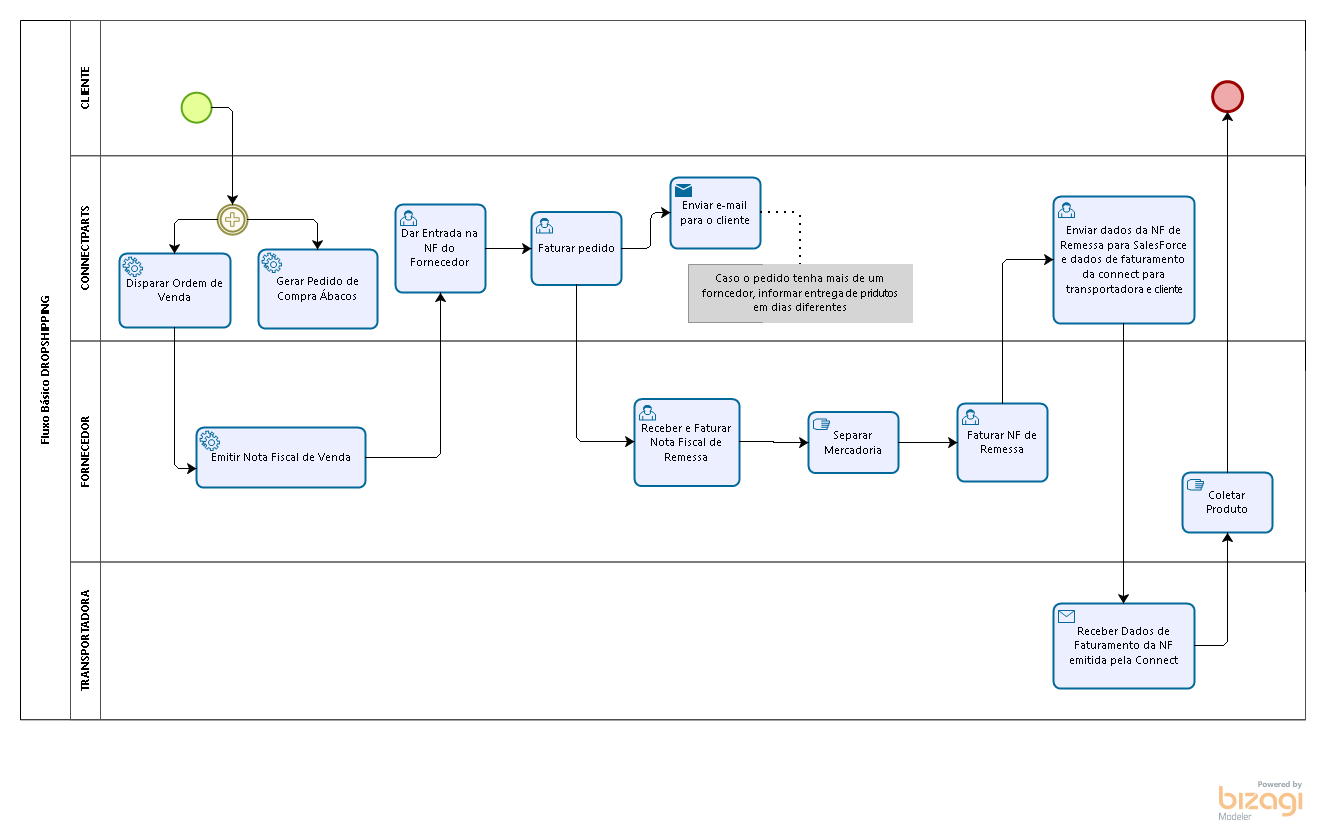 Fluxo Básico DROPSHIPPING
CLIENTE
CONNECTPARTS
Disparar Ordem de
Venda
Gerar Pedido de
Compra Ábacos
Dar Entrada na
NF do
Fornecedor
Faturar pedido
Enviar e-mail
para o cliente
Caso o pedido tenha mais de um
forncedor, informar entrega de pridutos
em dias diferentes
Enviar dados da NF de
Remessa para SalesForce
e dados de faturamento
da connect para
transportadora e cliente
FORNECEDOR
Emitir Nota Fiscal de Venda
Receber e Faturar
Nota Fiscal de
Remessa
Separar
Mercadoria
Faturar NF de
Remessa
Coletar
Produto
TRANSPORTADORA
Receber Dados de
Faturamento da NF
emitida pela Connect
Powered by
bizagi
Modeler